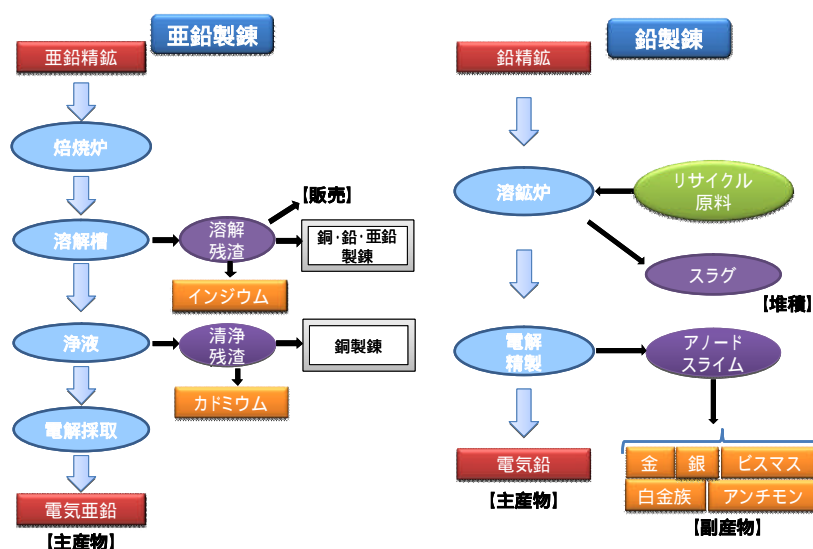 亜鉛製錬
亜鉛精鉱
焙焼炉
溶解槽
溶解
残渣
【販売】
銅・鉛・亜鉛
製錬
インジウム
浄液
清浄
残渣
銅製錬
カドミウム
電解採取
電気亜鉛
【主産物】
鉛製錬
鉛精鉱
溶鉱炉
リサイクル
原料
スラグ
【堆積】
電解
精製
アノード
スライム
電気鉛
【主産物】
金
銀
ビスマス
白金族
アンチモン
【副産物】